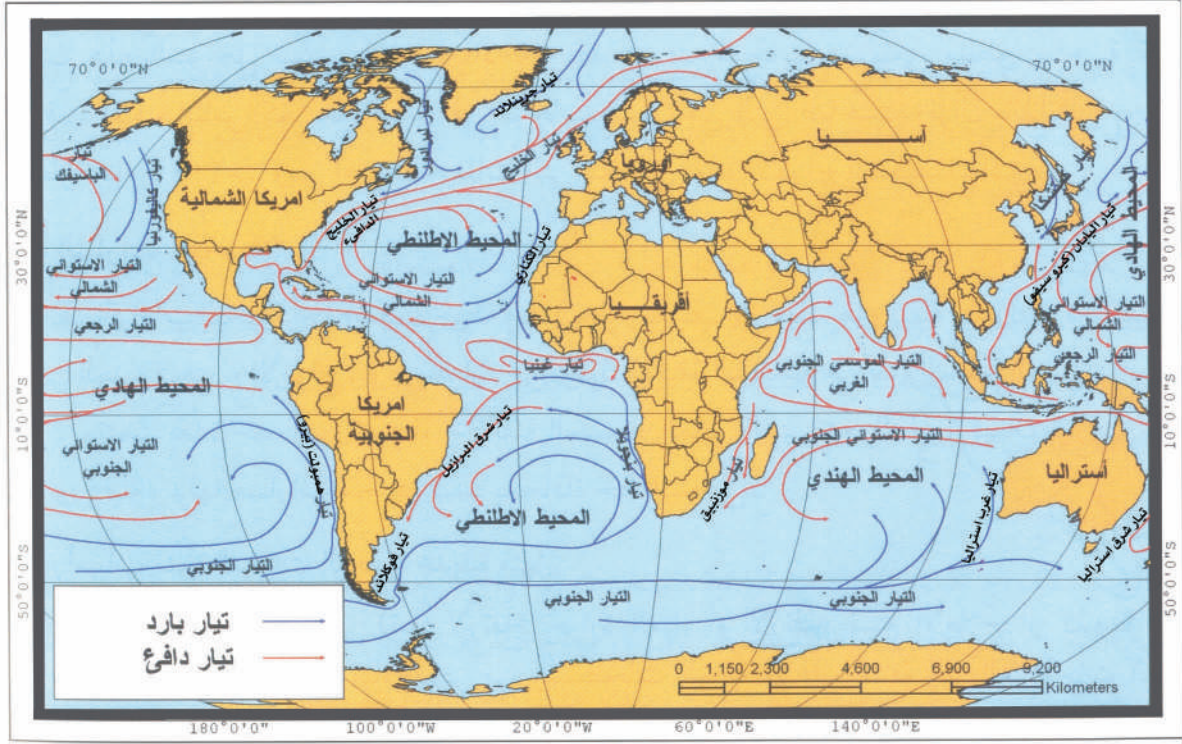 70°0'0"N
70°0'0"N
تيار جرينلاند
تيار لبرادور
آسيا
أوروبا
تيار الخليج
تيار
الباسيفك
تيار كاليفورنيا
امريكا الشمالية
تيار الخليج
الدافئ
المحيط الاطلنطي
تيار الكناري
تيار اليابان (كيرو سيفو)
المحيط الهادي
30°0'0"N
30°0'0"N
التيار الاستوائي
الشمالي
التيار الاستوائي
الشمالي
أفريقيا
التيار الاستوائي
الشمالي
التيار الرجعي
تيار غينيا
التيار الموسمي الجنوبي
الغربي
التيار الرجعي
المحيط الهادي
امريكا
الجنوبية
10°0'0"S
10°0'0"S
تيار شرق البرازيل
التيار الاستوائي
الجنوبي
تيار همبولت (بيرو)
تيار بنجويلا
تيار موزنبيق
التيار الاستوائي الجنوبي
المحيط الهندي
أستراليا
المحيط الاطلنطي
تيار غرب استراليا
تيار شرق استراليا
تيار فوكلاند
التيار الجنوبي
التيار الجنوبي
التيار الجنوبي
50°0'0"S
50°0'0"S
تيار بارد
تيار دافئ
0 1,150 2,300 4,600 6,900 9,200
Kilometers
180°0'0" 100°0'0"W 20°0'0"W 60°0'0"E 140°0'0"E